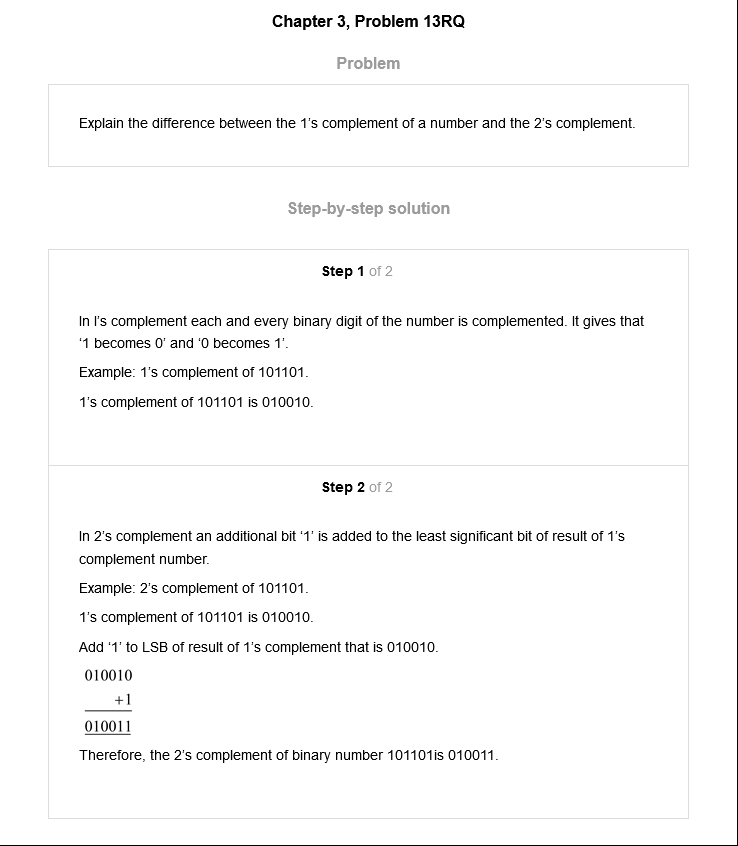 Chapter 3, Problem 13RQ
Problem
Explain the difference between the 1’s complement of a number and the 2’s complement.
Step-by-step solution
Step 1 of 2
In l’s complement each and every binary digit of the number is complemented. It gives that
‘1 becomes 0’ and ‘0 becomes 1’.
Example: 1’s complement of 101101.
1’s complement of 101101 is 010010.
Step 2 of 2
In 2’s complement an additional bit ‘1’ is added to the least significant bit of result of 1’s
complement number.
Example: 2’s complement of 101101.
1’s complement of 101101 is 010010.
Add ‘1’ to LSB of result of 1’s complement that is 010010.
010010
+1
010011
Therefore, the 2’s complement of binary number 101101is 010011.